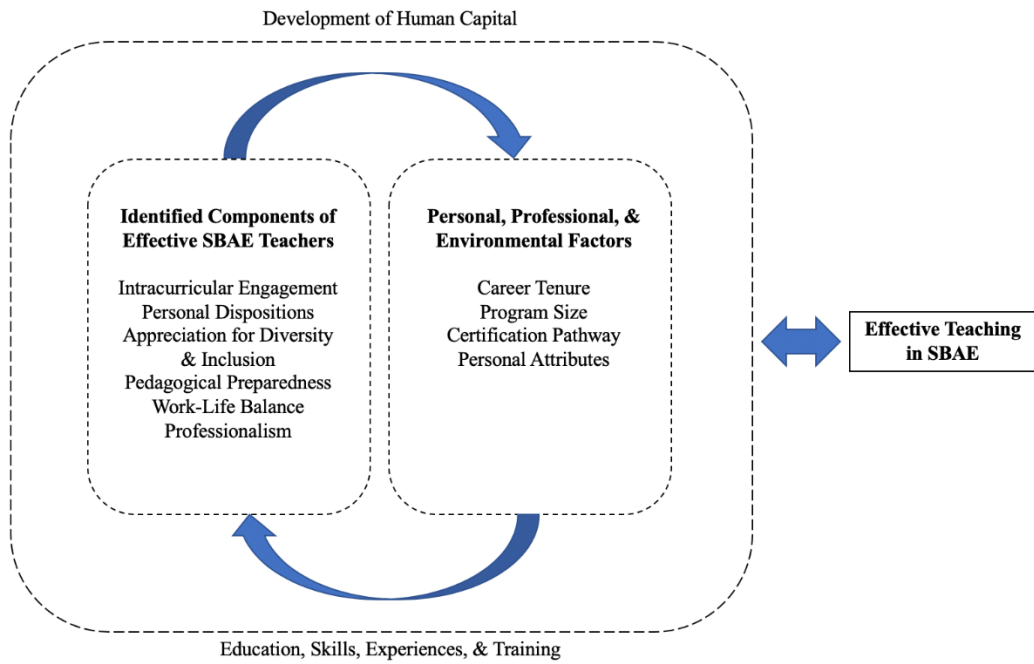 Development of Human Capital
Identified Components of
Effective SBAE Teachers
Intracurricular Engagement
Personal Dispositions
Appreciation for Diversity
& Inclusion
Pedagogical Preparedness
Work-Life Balance
Professionalism
Personal, Professional, &
Environmental Factors
Career Tenure
Program Size
Certification Pathway
Personal Attributes
Effective Teaching
in SBAE
Education, Skills, Experiences, & Training